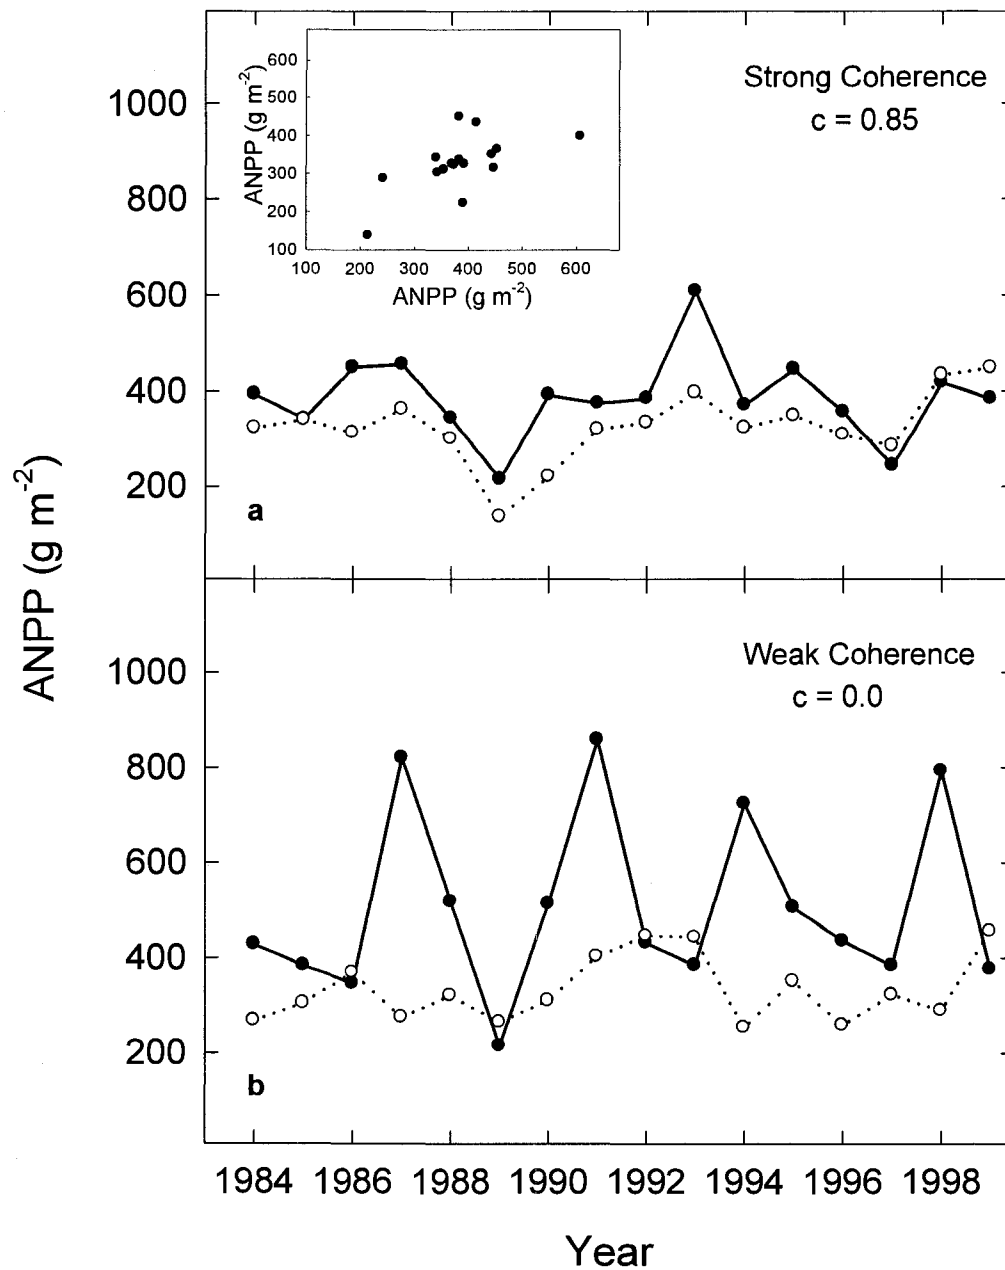 Strong Coherence
c = 0.85
1000
800
600
400
200
a
ANPP (g m-2)
600
500
400
300
200
100
100 200 300 400 500 600
ANPP (g m-2)
ANPP (g m-2)
Weak Coherence
c = 0.0
1000
800
600
400
200
b
1984 1986 1988 1990 1992 1994 1996 1998
Year